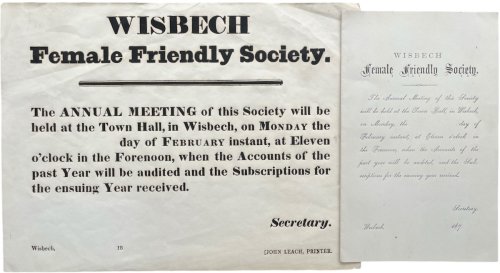 WISBECH
Female Friendly Society.
The ANNUAL MEETING of this Society will be
held at the Town Hall, in Wisbech, on MONDAY the
day of FEBRUARY instant, at Eleven
o'clock in the Forenoon, when the Accounts of the
past Year will be audited and the Subscriptions for
the ensuing Year received.
Secretary.
Wisbech, 18 [JOHN LEACH, PRINTER.
WISBECH
Female Friendly Society.
The Annual Meeting of this Society
will be held at the Town Hall, in Wisbech,
on Monday, the day of
February instant, at Eleven o'clock in
the Forenoon, when the Accounts of the
past year will be audited, and the Sub-
scriptions for the ensuing year received.
Secretary.
Wisbech, 187